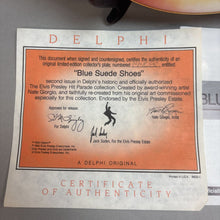 DELPHI
This document when signed and countersigned, certifies the authenticity of an
original limited-edition collector's plate, numbered entitled:
"Blue Suede Shoes"
second issue in Delphi's historic and officially authorized
The Elvis Presley Hit Parade collection. Created by award-winning artist
Nate Giorgio, and faithfully re-created from his original art commissioned
especially for this collection. Endorsed by the Elvis Presley Estate.
For Delphi
Jack Soden, for the Elvis Presley Estate
Nate Giorgio, Artist
A DELPHI ORIGINAL
Printed in U.S.A.
CERTIFICATE
OF AUTHENTICITY
BLU